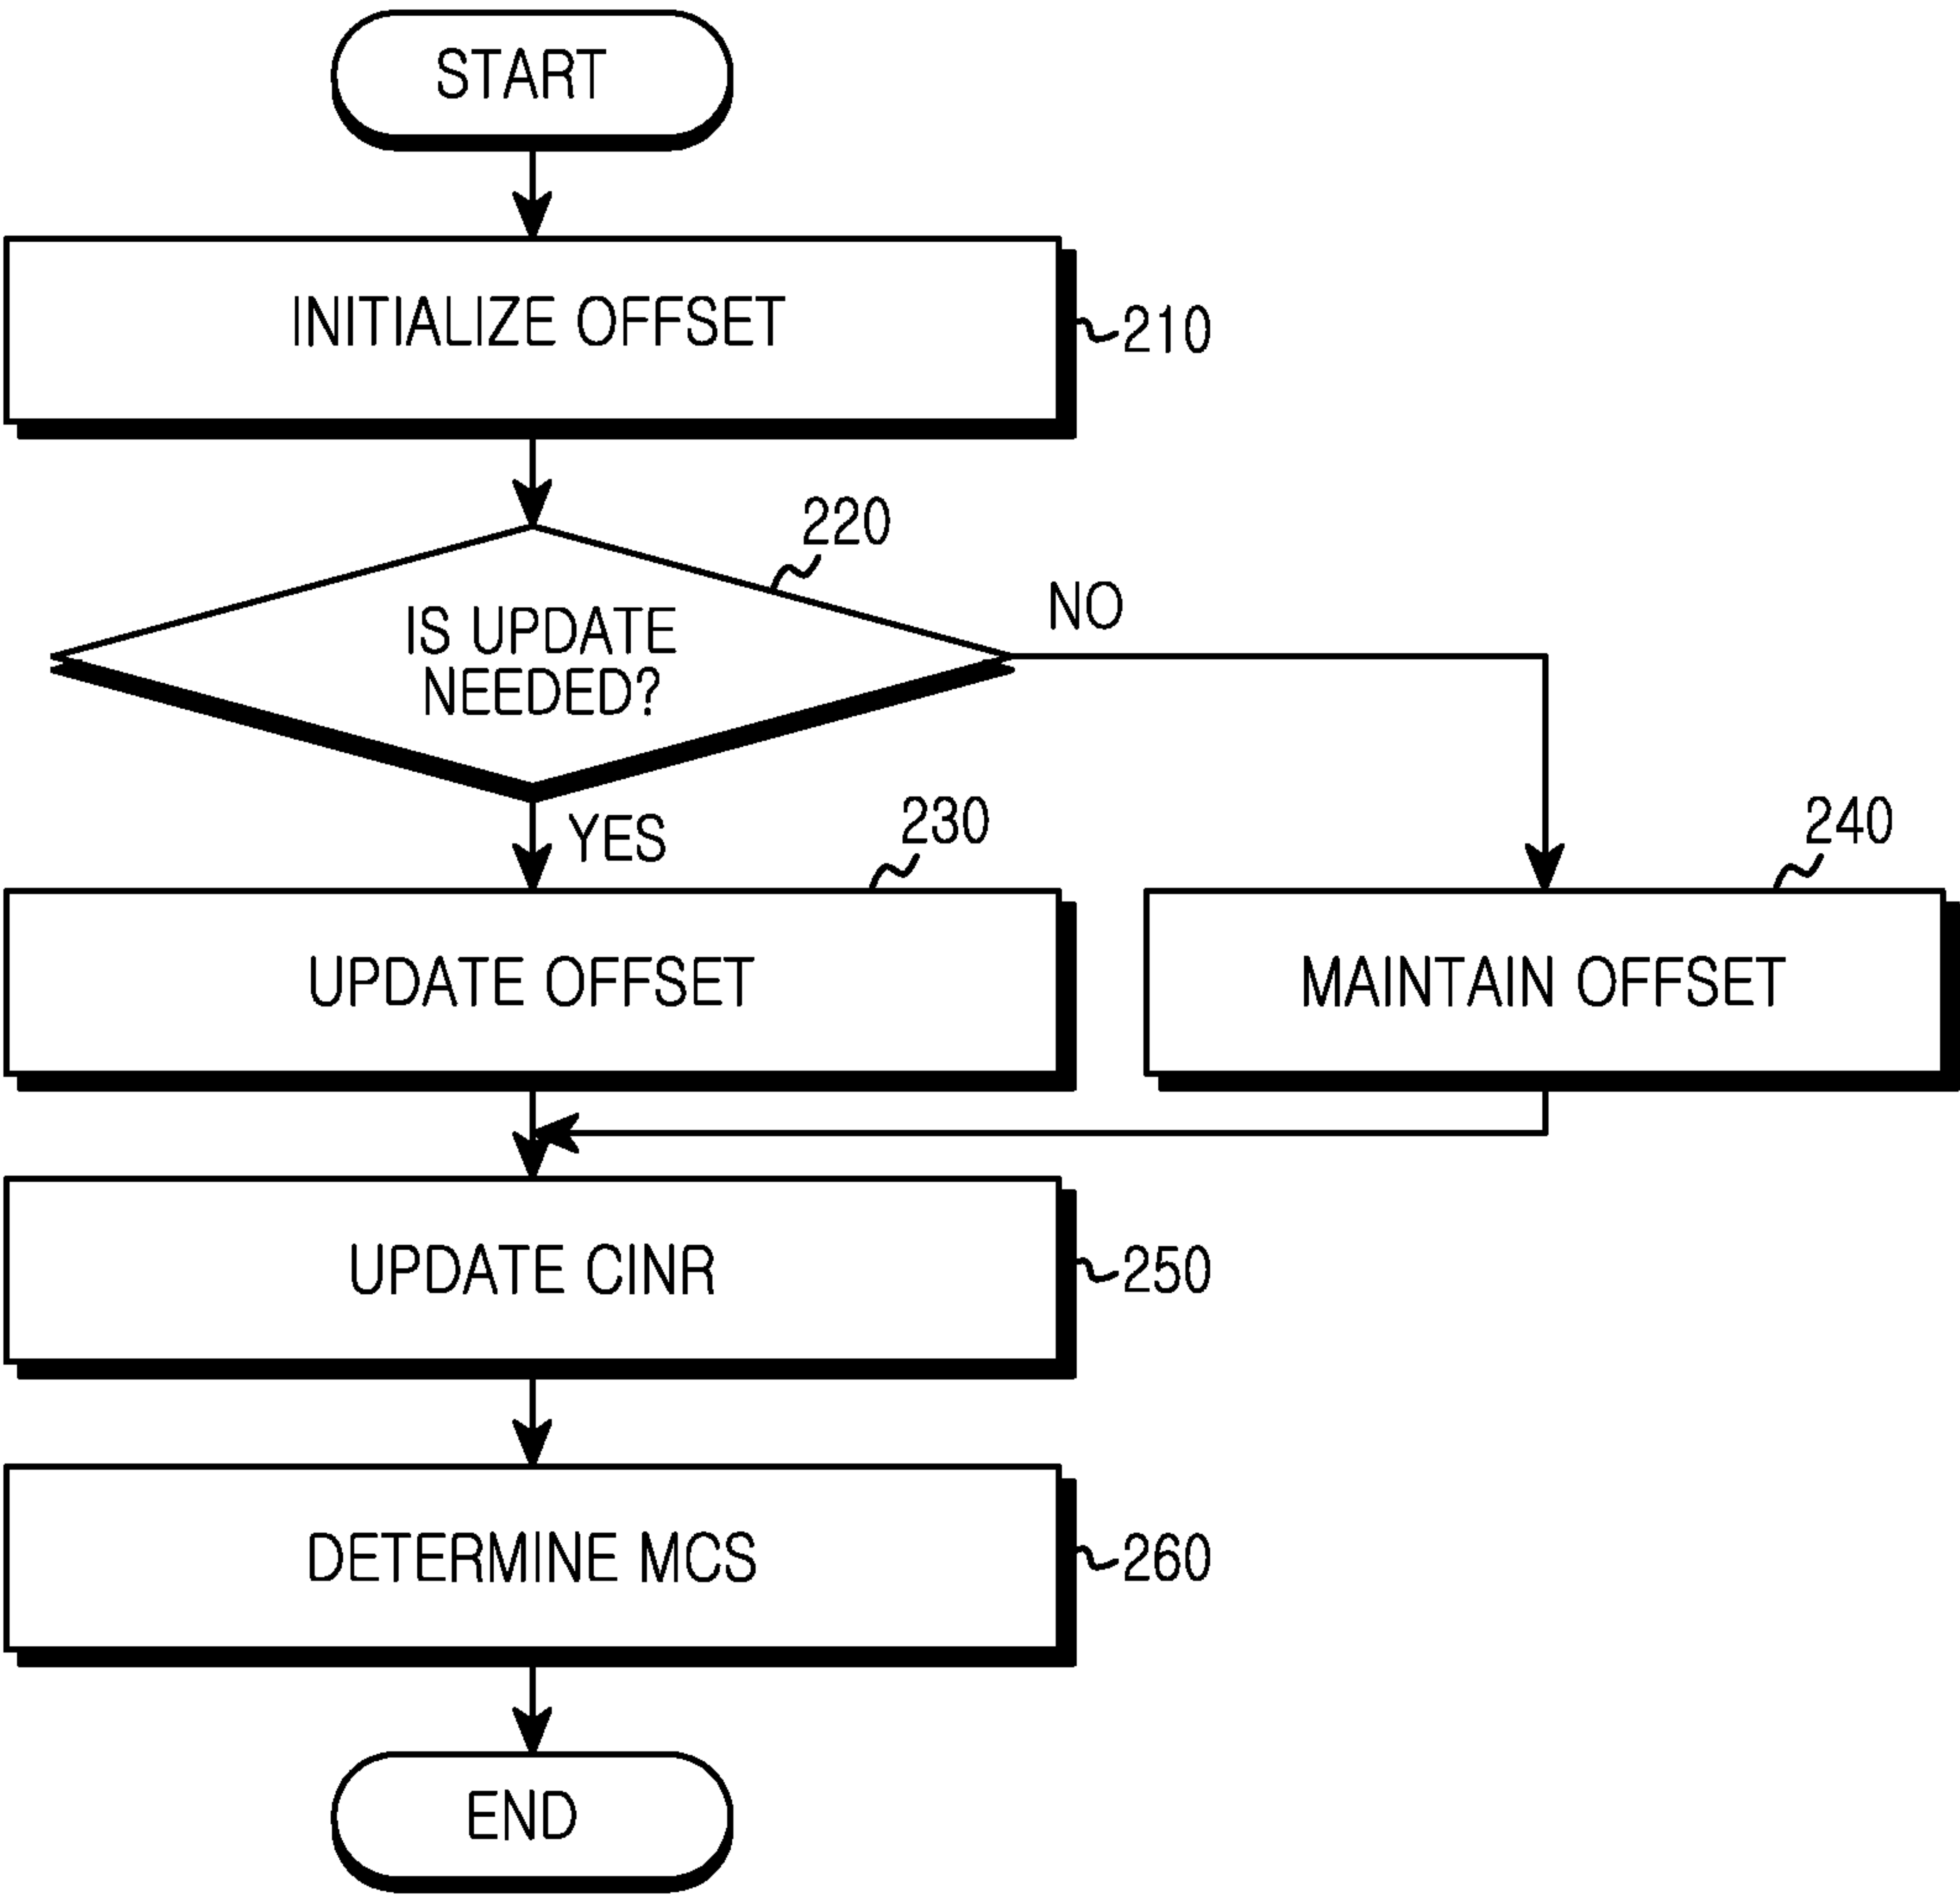 START
INITIALIZE OFFSET
210
220
IS UPDATE
NEEDED?
NO
YES
230
240
UPDATE OFFSET
MAINTAIN OFFSET
UPDATE CINR
250
DETERMINE MCS
260
END